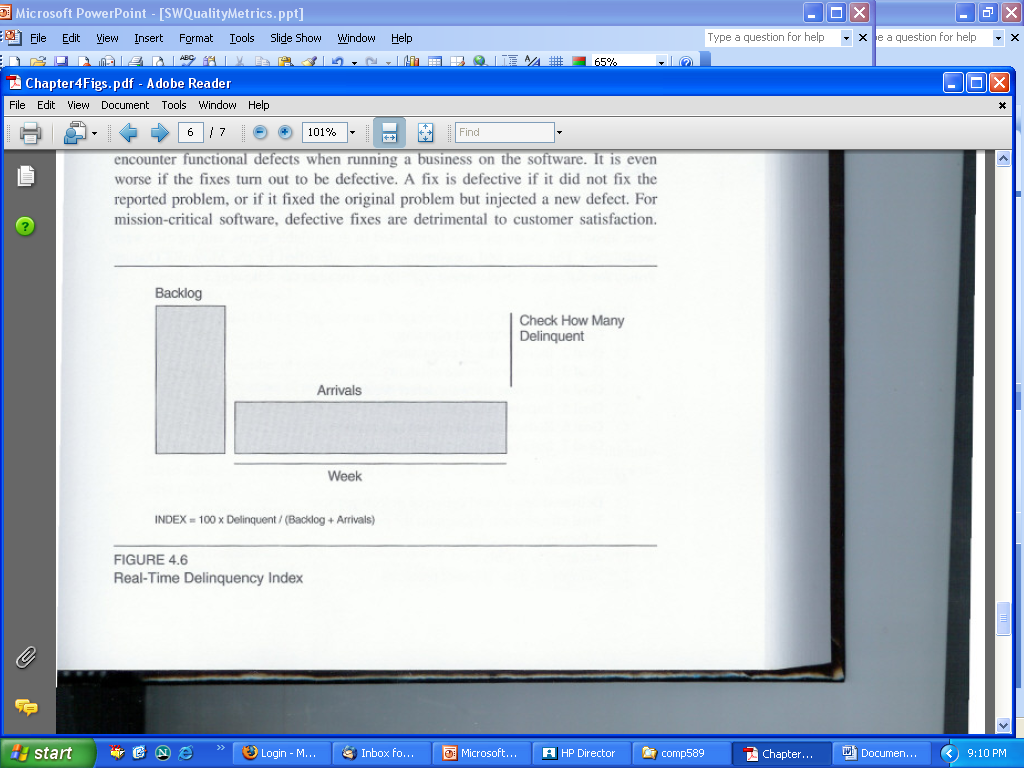 Microsoft PowerPoint - [SWQualityMetrics.ppt]
File Edit View Insert Format Tools Slide Show Window Help
Type a question for help
pe a question for help
65%
Chapter4Figs.pdf - Adobe Reader
File Edit View Document Tools Window Help
6 / 7
101%
Find
encounter functional defects when running a business on the software. It is even
worse if the fixes turn out to be defective. A fix is defective if it did not fix the
reported problem, or if it fixed the original problem but injected a new defect. For
mission-critical software, defective fixes are detrimental to customer satisfaction.
Backlog
Check How Many
Delinquent
Arrivals
Week
INDEX = 100 x Delinquent / (Backlog + Arrivals)
FIGURE 4.6
Real-Time Delinquency Index
start
Login - M...
Inbox fo...
Microsoft...
HP Director
comp589
Chapter...
Documen...
9:10 PM